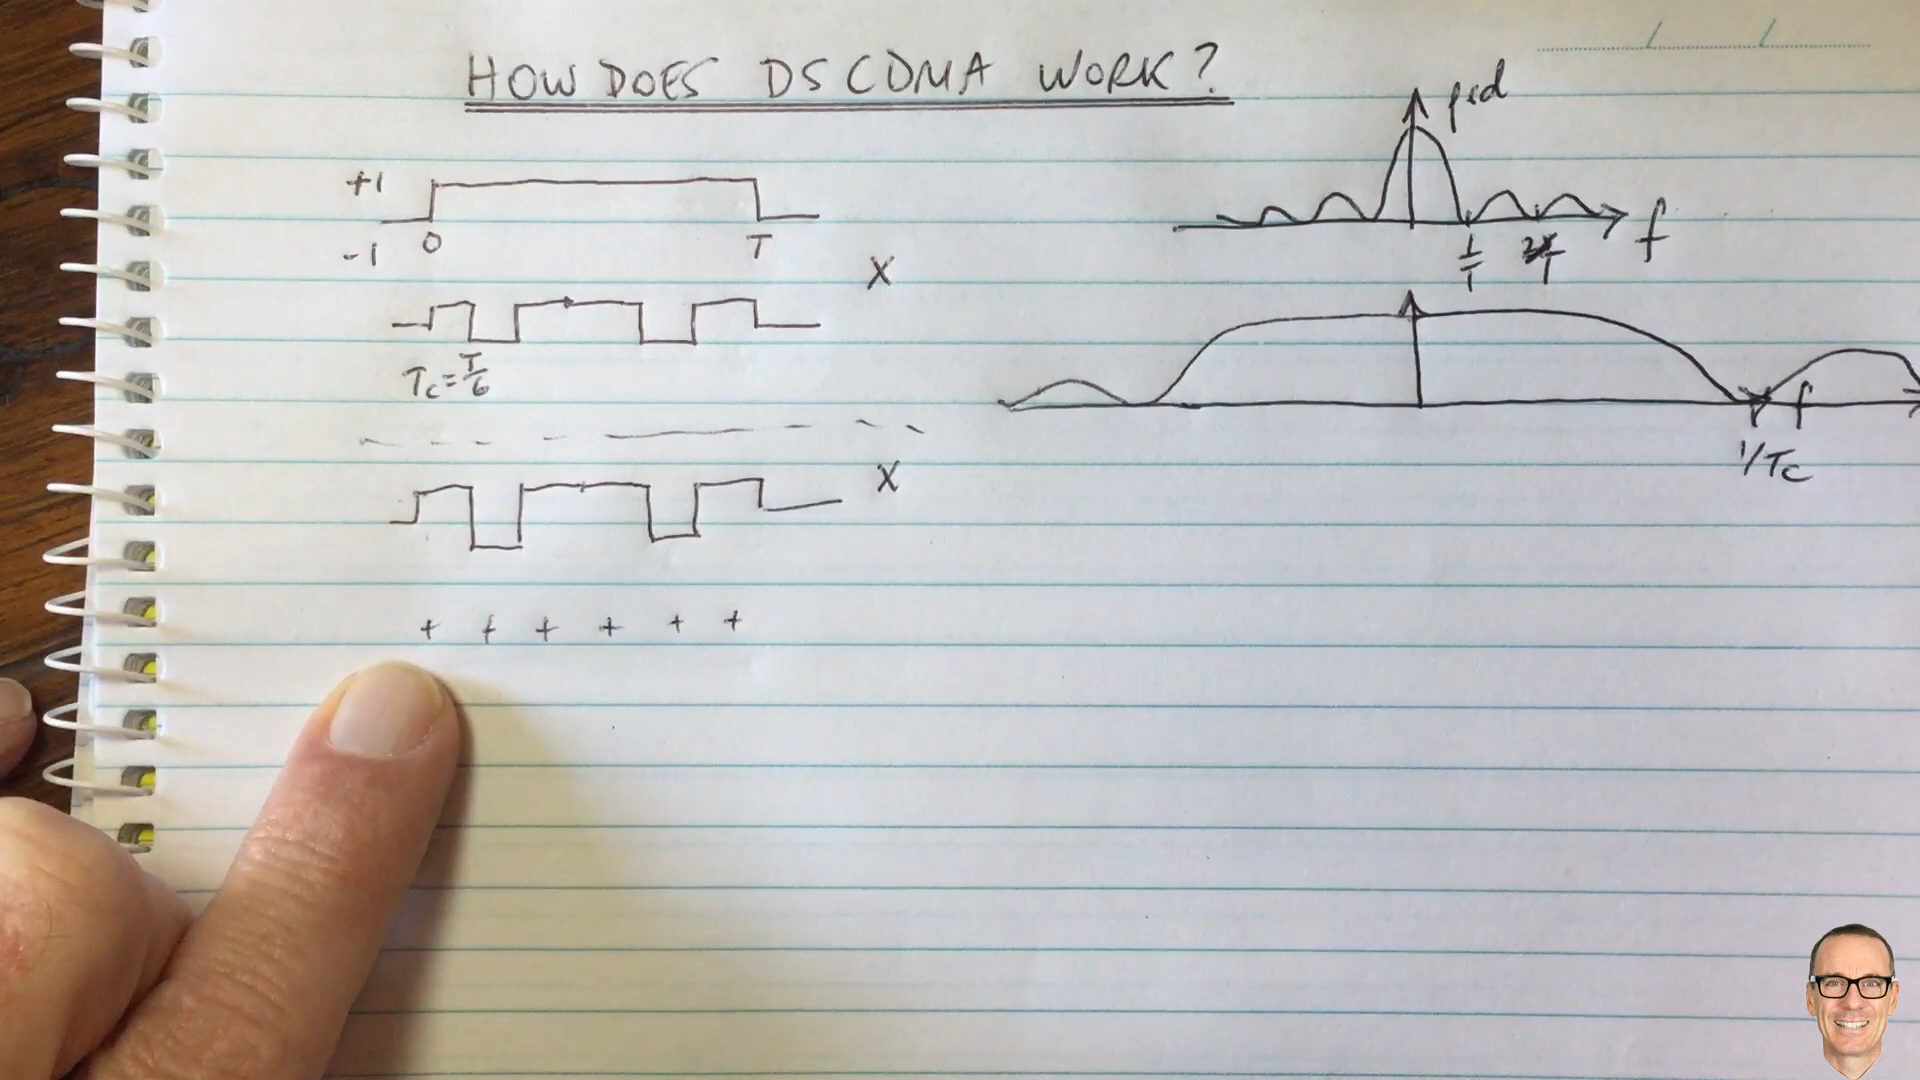 HOW DOES DS CDMA WORK?
psd
+1
-1
0
T
X
1/T
f
Tc = T/6
f
1/Tc
X
+ + + + + +